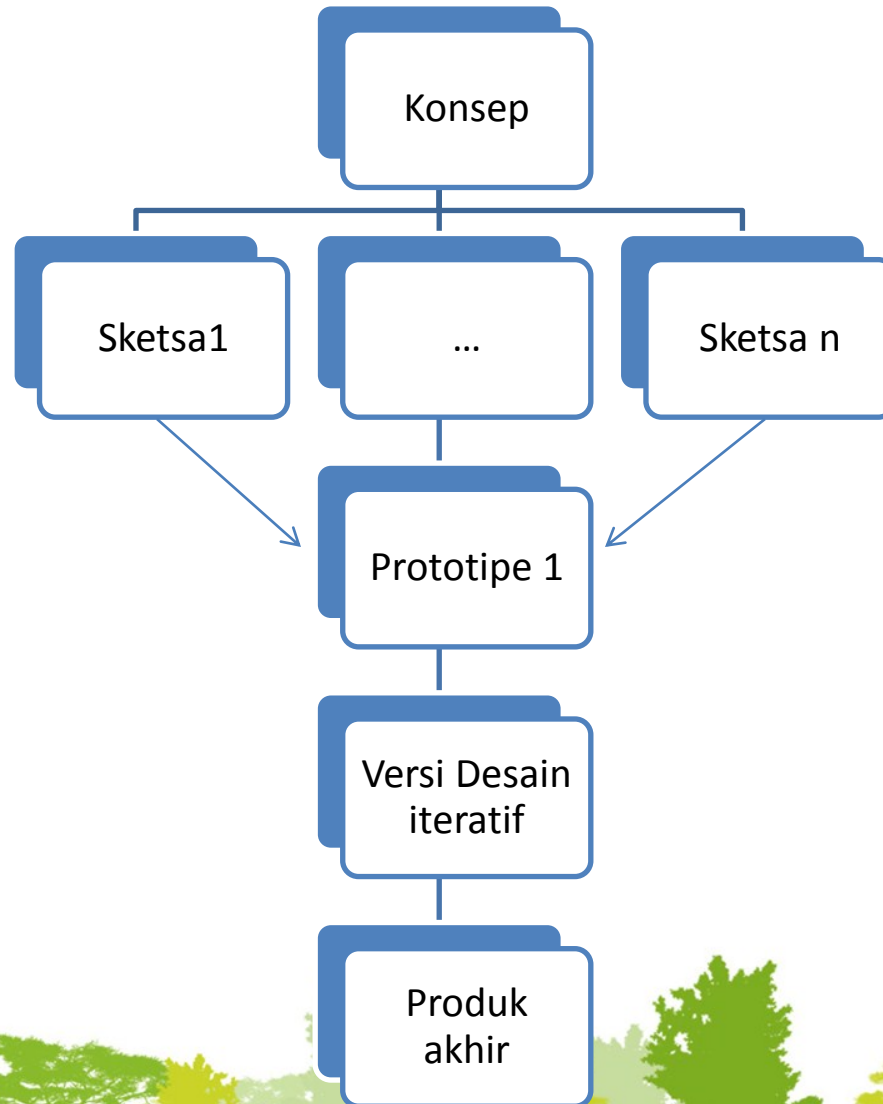 Konsep
Sketsa1
...
Sketsa n
Prototipe 1
Versi Desain
iteratif
Produk
akhir